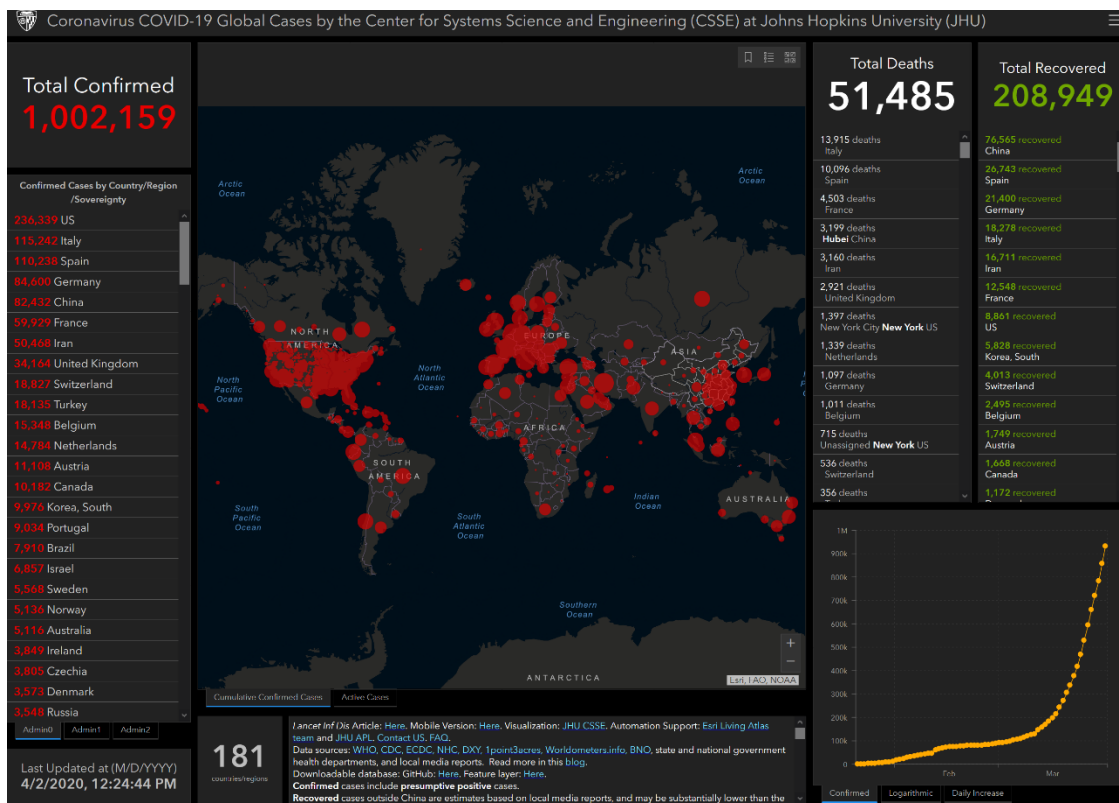 Coronavirus COVID-19 Global Cases by the Center for Systems Science and Engineering (CSSE) at Johns Hopkins University (JHU)
Total Confirmed
1,002,159
Confirmed Cases by Country/Region
/Sovereignty
236,339 US
115,242 Italy
110,238 Spain
84,600 Germany
82,432 China
59,929 France
50,468 Iran
34,164 United Kingdom
18,827 Switzerland
18,135 Turkey
15,348 Belgium
14,784 Netherlands
11,108 Austria
10,182 Canada
9,976 Korea, South
9,034 Portugal
7,910 Brazil
6,857 Israel
5,568 Sweden
5,136 Norway
5,116 Australia
3,849 Ireland
3,805 Czechia
3,573 Denmark
3,548 Russia
Admin0 Admin1 Admin2
Last Updated at (M/D/YYYY)
4/2/2020, 12:24:44 PM
Arctic
Ocean
Arctic
Ocean
NORTH
AMERICA
EUROPE
ASIA
North
Pacific
Ocean
North
Atlantic
Ocean
AFRICA
SOUTH
AMERICA
Indian
Ocean
AUSTRALIA
South
Pacific
Ocean
South
Atlantic
Ocean
Southern
Ocean
ANTARCTICA
Esri, FAO, NOAA
Cumulative Confirmed Cases Active Cases
181
countries/regions
Lancet Inf Dis Article: Here. Mobile Version: Here. Visualization: JHU CSSE. Automation Support: Esri Living Atlas
team and JHU APL. Contact US. FAQ.
Data sources: WHO, CDC, ECDC, NHC, DXY, 1point3acres, Worldometers.info, BNO, state and national government
health departments, and local media reports. Read more in this blog.
Downloadable database: GitHub: Here. Feature layer: Here.
Confirmed cases include presumptive positive cases.
Recovered cases outside China are estimates based on local media reports, and may be substantially lower than the
Total Deaths
51,485
13,915 deaths
Italy
10,096 deaths
Spain
4,503 deaths
France
3,199 deaths
Hubei China
3,160 deaths
Iran
2,921 deaths
United Kingdom
1,397 deaths
New York City New York US
1,339 deaths
Netherlands
1,097 deaths
Germany
1,011 deaths
Belgium
715 deaths
Unassigned New York US
536 deaths
Switzerland
356 deaths
Total Recovered
208,949
76,565 recovered
China
26,743 recovered
Spain
21,400 recovered
Germany
18,278 recovered
Italy
16,711 recovered
Iran
12,548 recovered
France
8,861 recovered
US
5,828 recovered
Korea, South
4,013 recovered
Switzerland
2,495 recovered
Belgium
1,749 recovered
Austria
1,668 recovered
Canada
1,172 recovered
1M
900k
800k
700k
600k
500k
400k
300k
200k
100k
0
Feb Mar
Confirmed Logarithmic Daily Increase